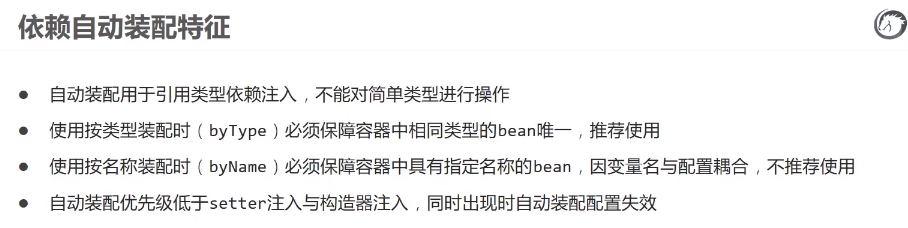 依赖自动装配特征
● 自动装配用于引用类型依赖注入，不能对简单类型进行操作
● 使用按类型装配时（byType）必须保障容器中相同类型的bean唯一，推荐使用
● 使用按名称装配时（byName）必须保障容器中具有指定名称的bean，因变量名与配置耦合，不推荐使用
● 自动装配优先级低于setter注入与构造器注入，同时出现时自动装配配置失效